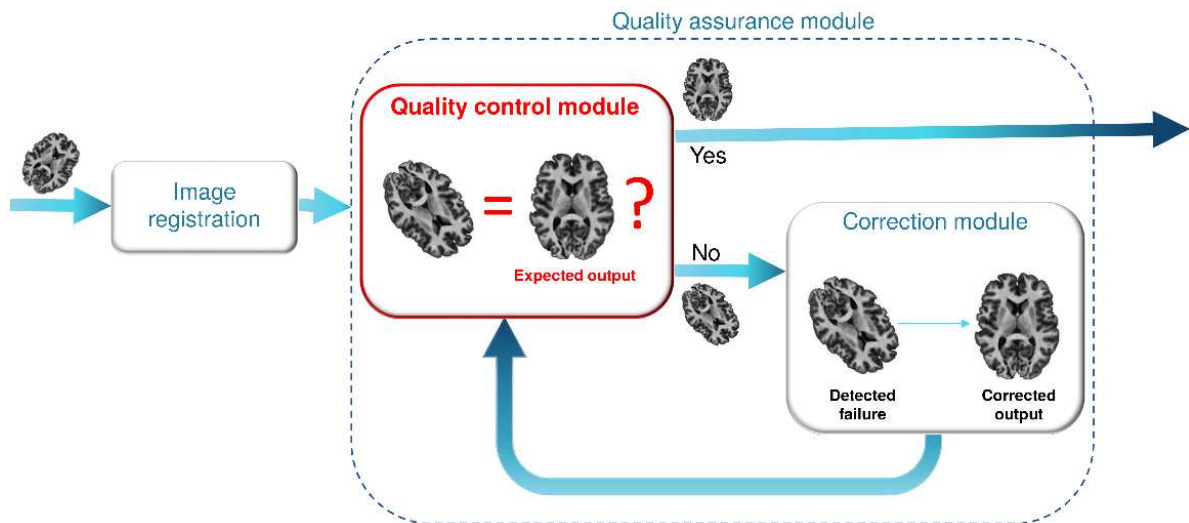 Quality assurance module
Quality control module
Yes
Image
registration
=
?
Correction module
No
Expected output
Detected
failure
Corrected
output